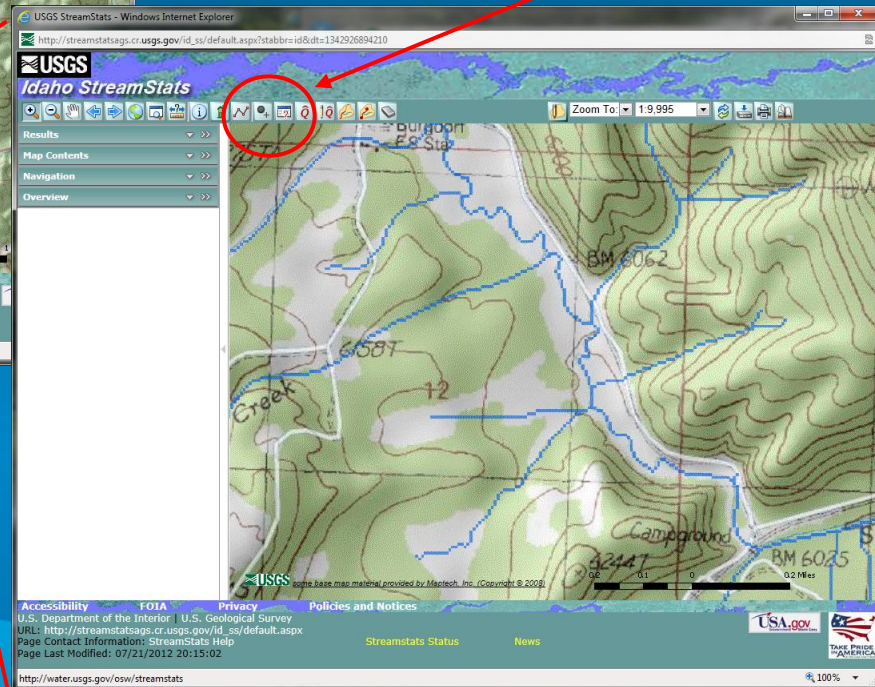 USGS StreamStats - Windows Internet Explorer
http://streamstatsags.cr.usgs.gov/id_ss/default.aspx?stabbr=id&dt=1342926894210
USGS
Idaho StreamStats
Zoom To: 1:9,995
Results
Map Contents
Navigation
Overview
Burgdorf
FS Sta
BM 6062
6158T
12
Creek
Campground
6244T
BM 6025
S
USGS some base map material provided by Maptech, Inc. (Copyright © 2008)
0.2 0.1 0 0.2 Miles
Accessibility FOIA Privacy Policies and Notices
U.S. Department of the Interior | U.S. Geological Survey
URL: http://streamstatsags.cr.usgs.gov/id_ss/default.aspx
Page Contact Information: StreamStats Help
Page Last Modified: 07/21/2012 20:15:02
Streamstats Status News
USA.gov
TAKE PRIDE
IN AMERICA
http://water.usgs.gov/osw/streamstats
100%